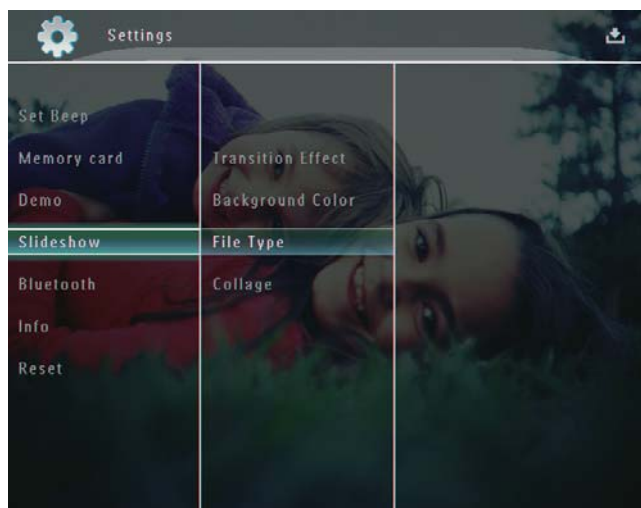 Settings
Set Beep
Memory card
Demo
Slideshow
Bluetooth
Info
Reset
Transition Effect
Background Color
File Type
Collage